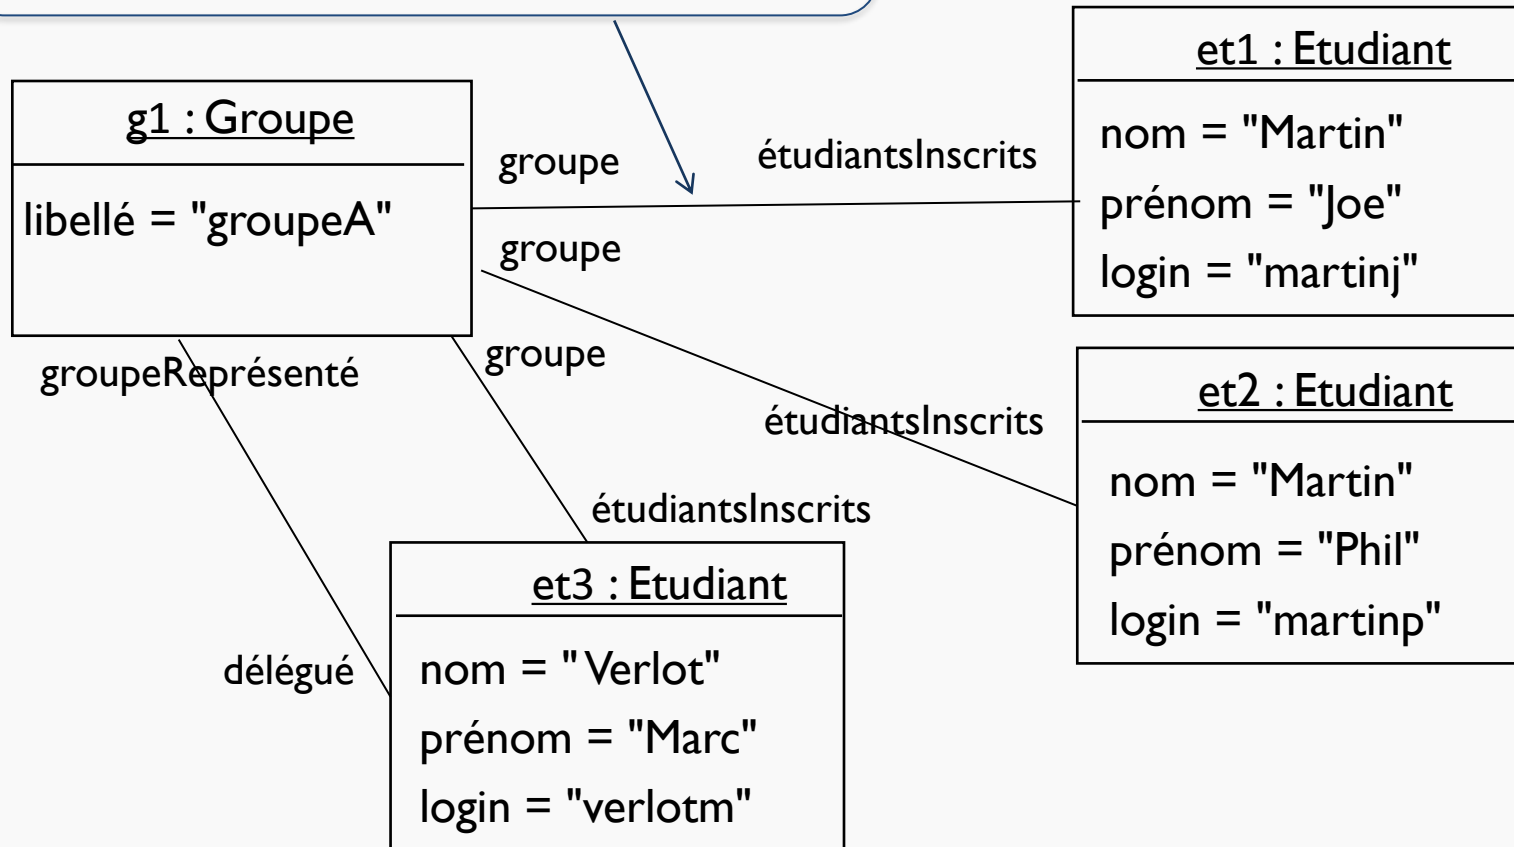 g1 : Groupe
libellé = "groupeA"
groupe
étudiantsInscrits
et1 : Etudiant
nom = "Martin"
prénom = "Joe"
login = "martinj"
groupe
étudiantsInscrits
et2 : Etudiant
nom = "Martin"
prénom = "Phil"
login = "martinp"
groupe
étudiantsInscrits
groupeReprésenté
délégué
et3 : Etudiant
nom = "Verlot"
prénom = "Marc"
login = "verlotm"